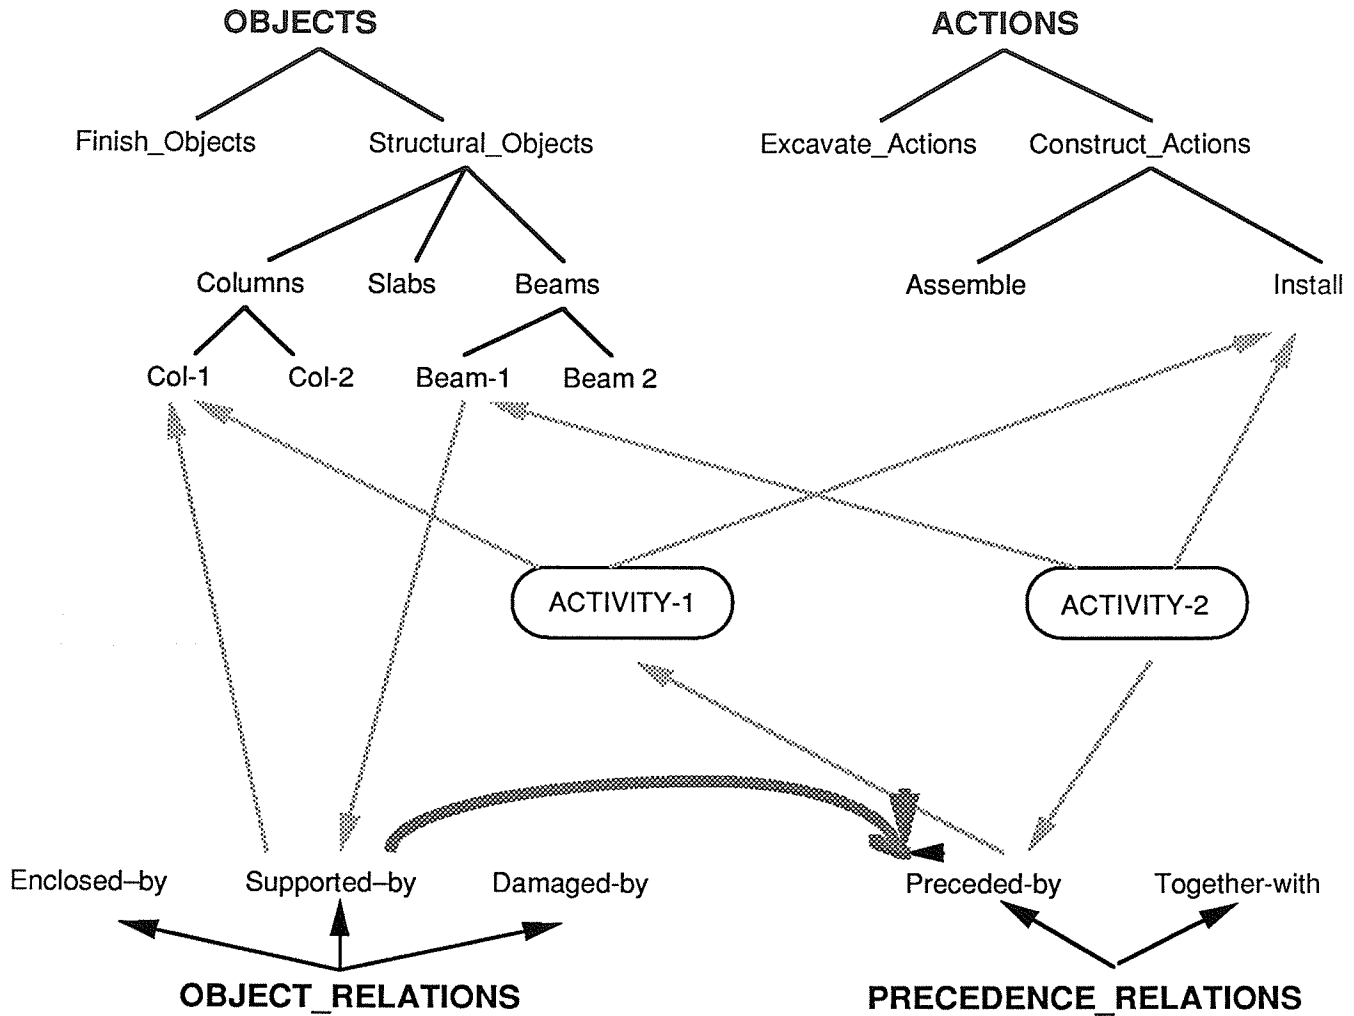 OBJECTS
ACTIONS
Finish_Objects
Structural_Objects
Excavate_Actions
Construct_Actions
Columns
Slabs
Beams
Assemble
Install
Col-1
Col-2
Beam-1
Beam 2
ACTIVITY-1
ACTIVITY-2
Enclosed–by
Supported–by
Damaged-by
Preceded-by
Together-with
OBJECT_RELATIONS
PRECEDENCE_RELATIONS